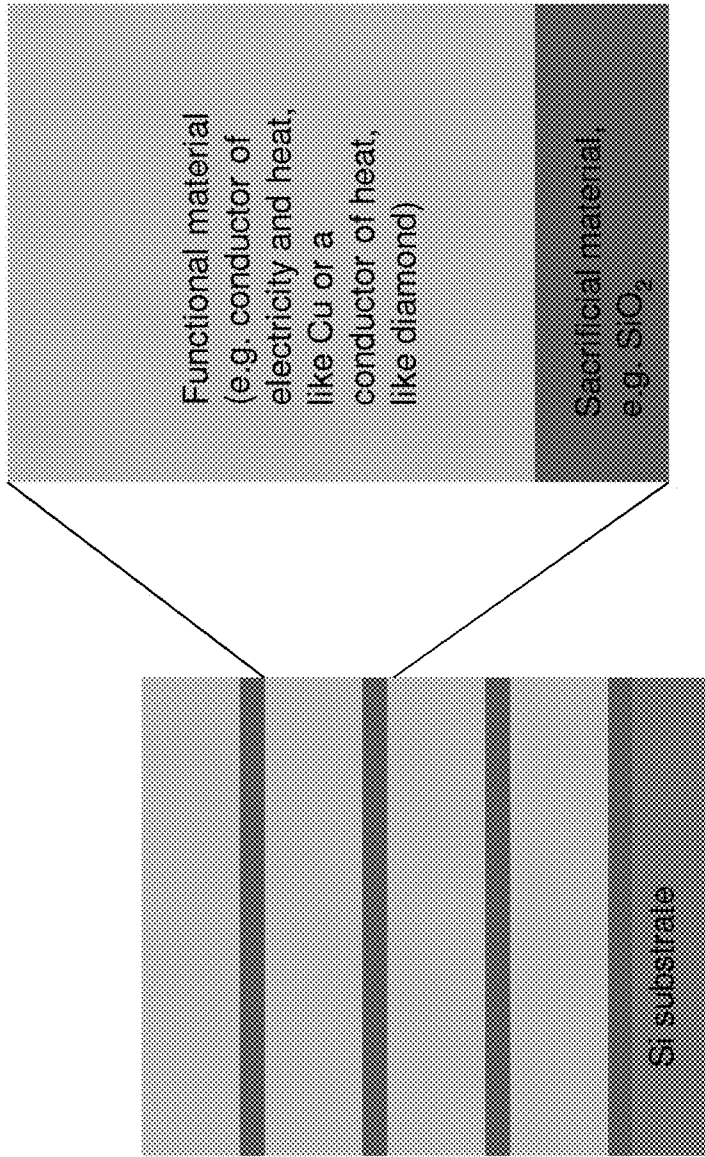 Functional material
(e.g. conductor of
electricity and heat,
like Cu or a
conductor of heat,
like diamond)
Sacrificial material,
e.g. SiO₂
Si substrate